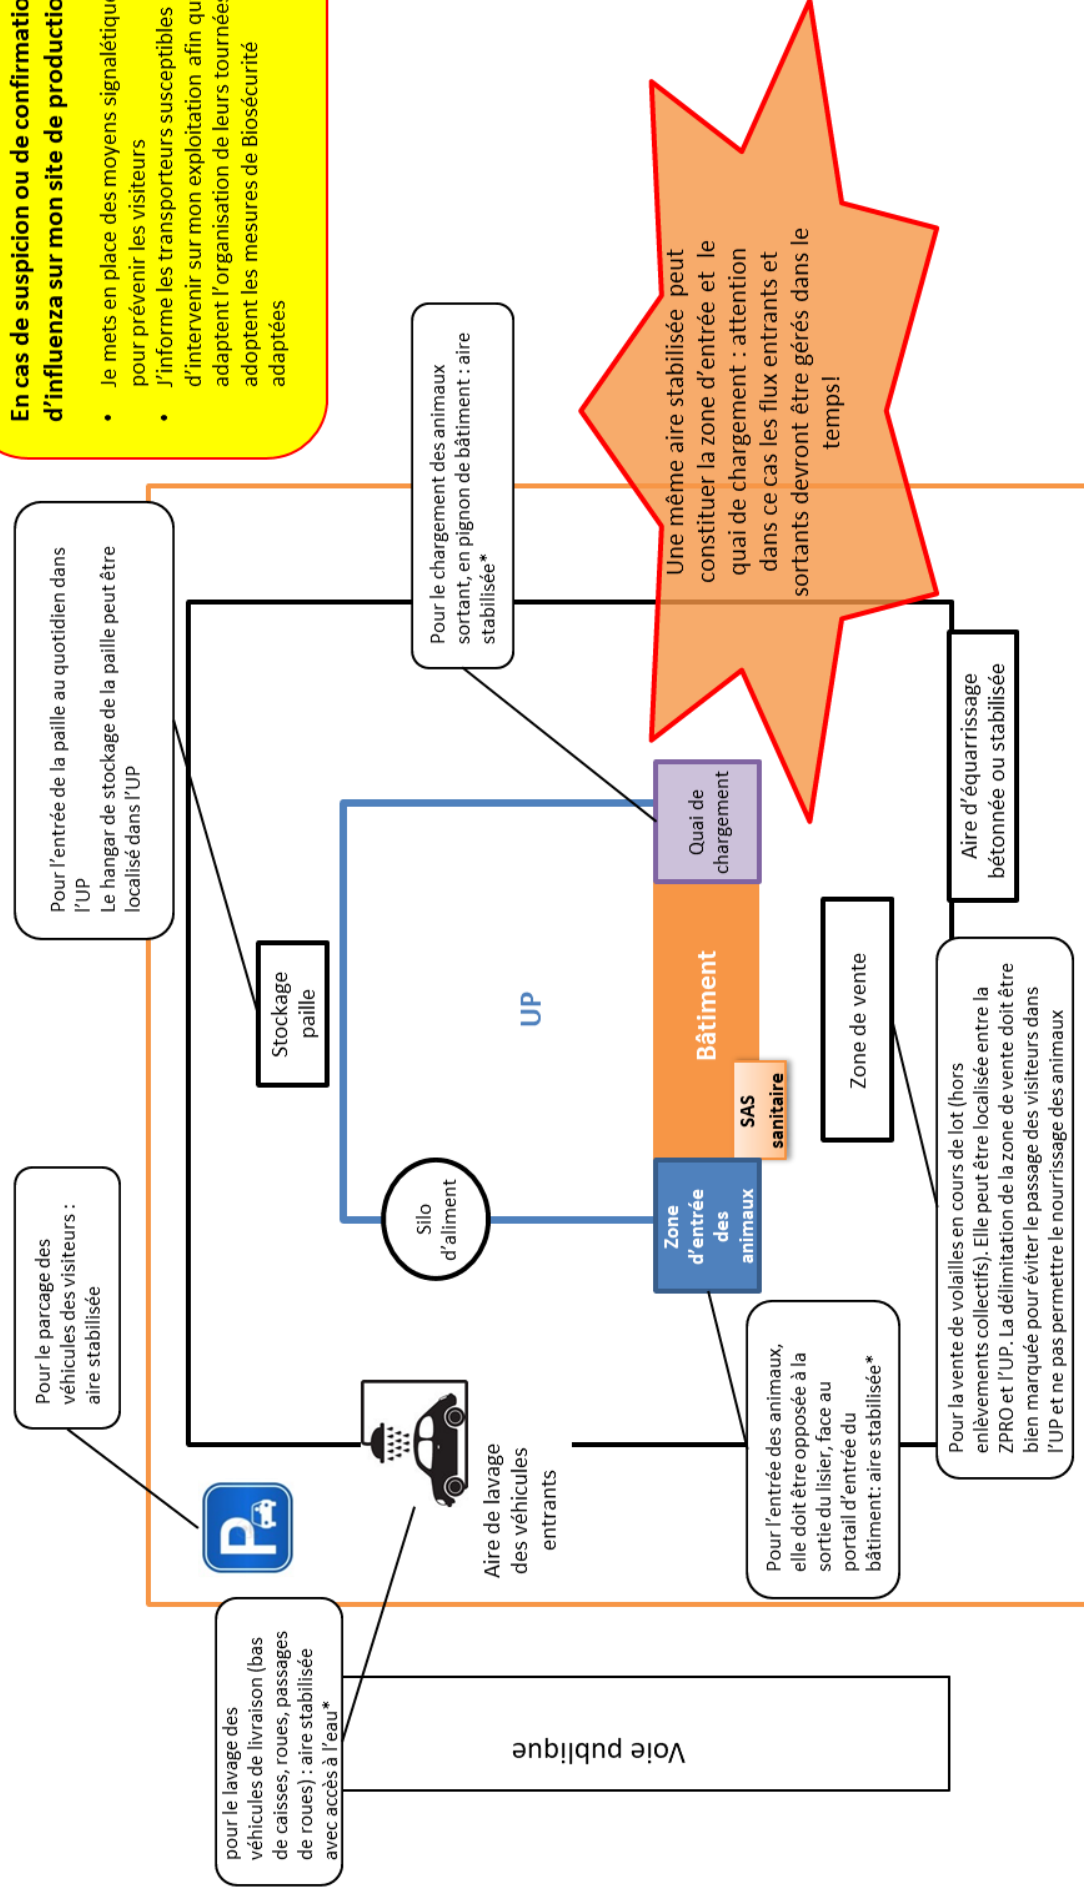 En cas de suspicion ou de confirmatio
d'influenza sur mon site de productio
• Je mets en place des moyens signalétiqu
pour prévenir les visiteurs
• J'informe les transporteurs susceptibles
d'intervenir sur mon exploitation afin qu
adaptent l'organisation de leurs tournées
adoptent les mesures de Biosécurité
adaptées
Pour l'entrée de la paille au quotidien dans
l'UP
Le hangar de stockage de la paille peut être
localisé dans l'UP
Pour le parcage des
véhicules des visiteurs :
aire stabilisée
P
pour le lavage des
véhicules de livraison (bas
de caisses, roues, passages
de roues) : aire stabilisée
avec accès à l'eau*
Stockage
paille
Silo
d'aliment
Pour le chargement des animaux
sortant, en pignon de bâtiment : aire
stabilisée*
Aire de lavage
des véhicules
entrants
UP
Voie publique
Zone
d'entrée
des
animaux
Bâtiment
SAS
sanitaire
Quai de
chargement
Une même aire stabilisée peut
constituer la zone d'entrée et le
quai de chargement : attention
dans ce cas les flux entrants et
sortants devront être gérés dans le
temps!
Pour l'entrée des animaux,
elle doit être opposée à la
sortie du lisier, face au
portail d'entrée du
bâtiment: aire stabilisée*
Zone de vente
Pour la vente de volailles en cours de lot (hors
enlèvements collectifs). Elle peut être localisée entre la
ZPRO et l'UP. La délimitation de la zone de vente doit être
bien marquée pour éviter le passage des visiteurs dans
l'UP et ne pas permettre le nourrissage des animaux
Aire d'équarrissage
bétonnée ou stabilisée